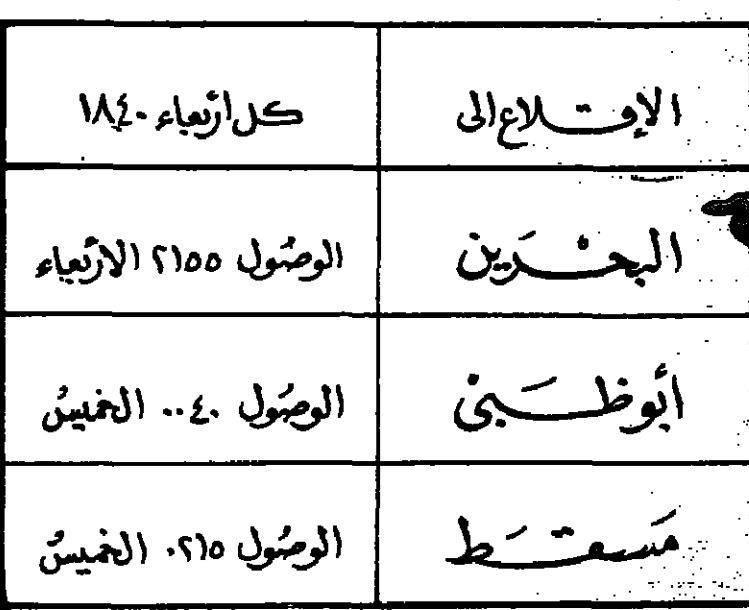 الإقلاع الى كل أربعاء ١٨٤٠
البحرين الوصول ٢١٥٥ الأربعاء
أبوظبي الوصول ٠٠٤٠ الخميس
مسقط الوصول ٠٢١٥ الخميس